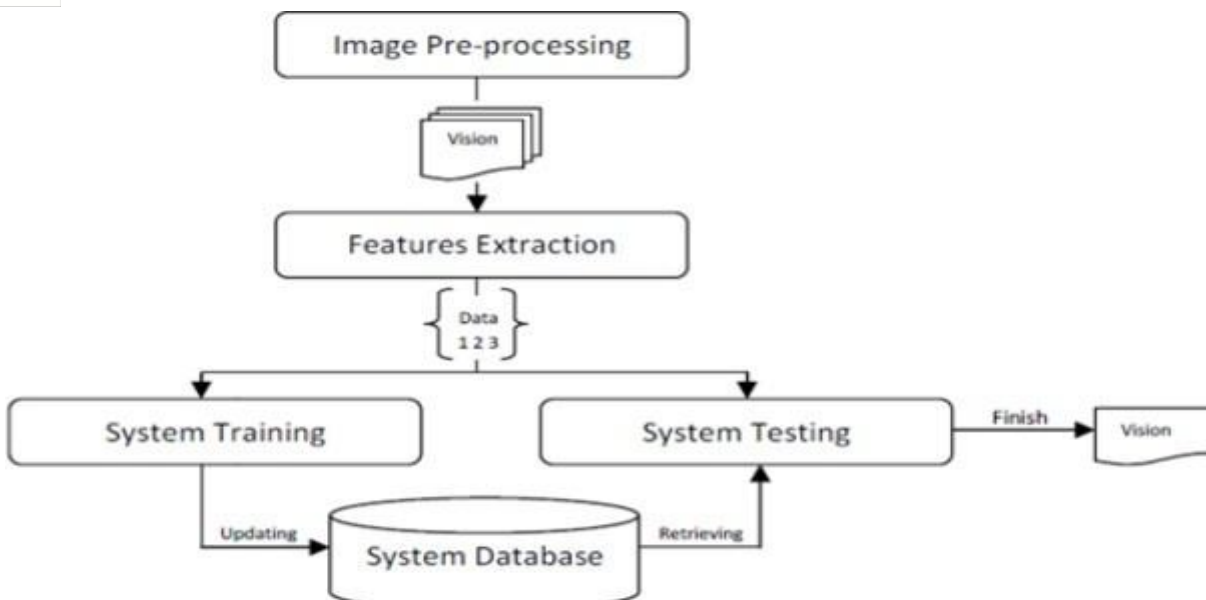 Image Pre-processing
Vision
Features Extraction
Data
1 2 3
System Training
System Testing
Finish
Vision
Updating
System Database
Retrieving